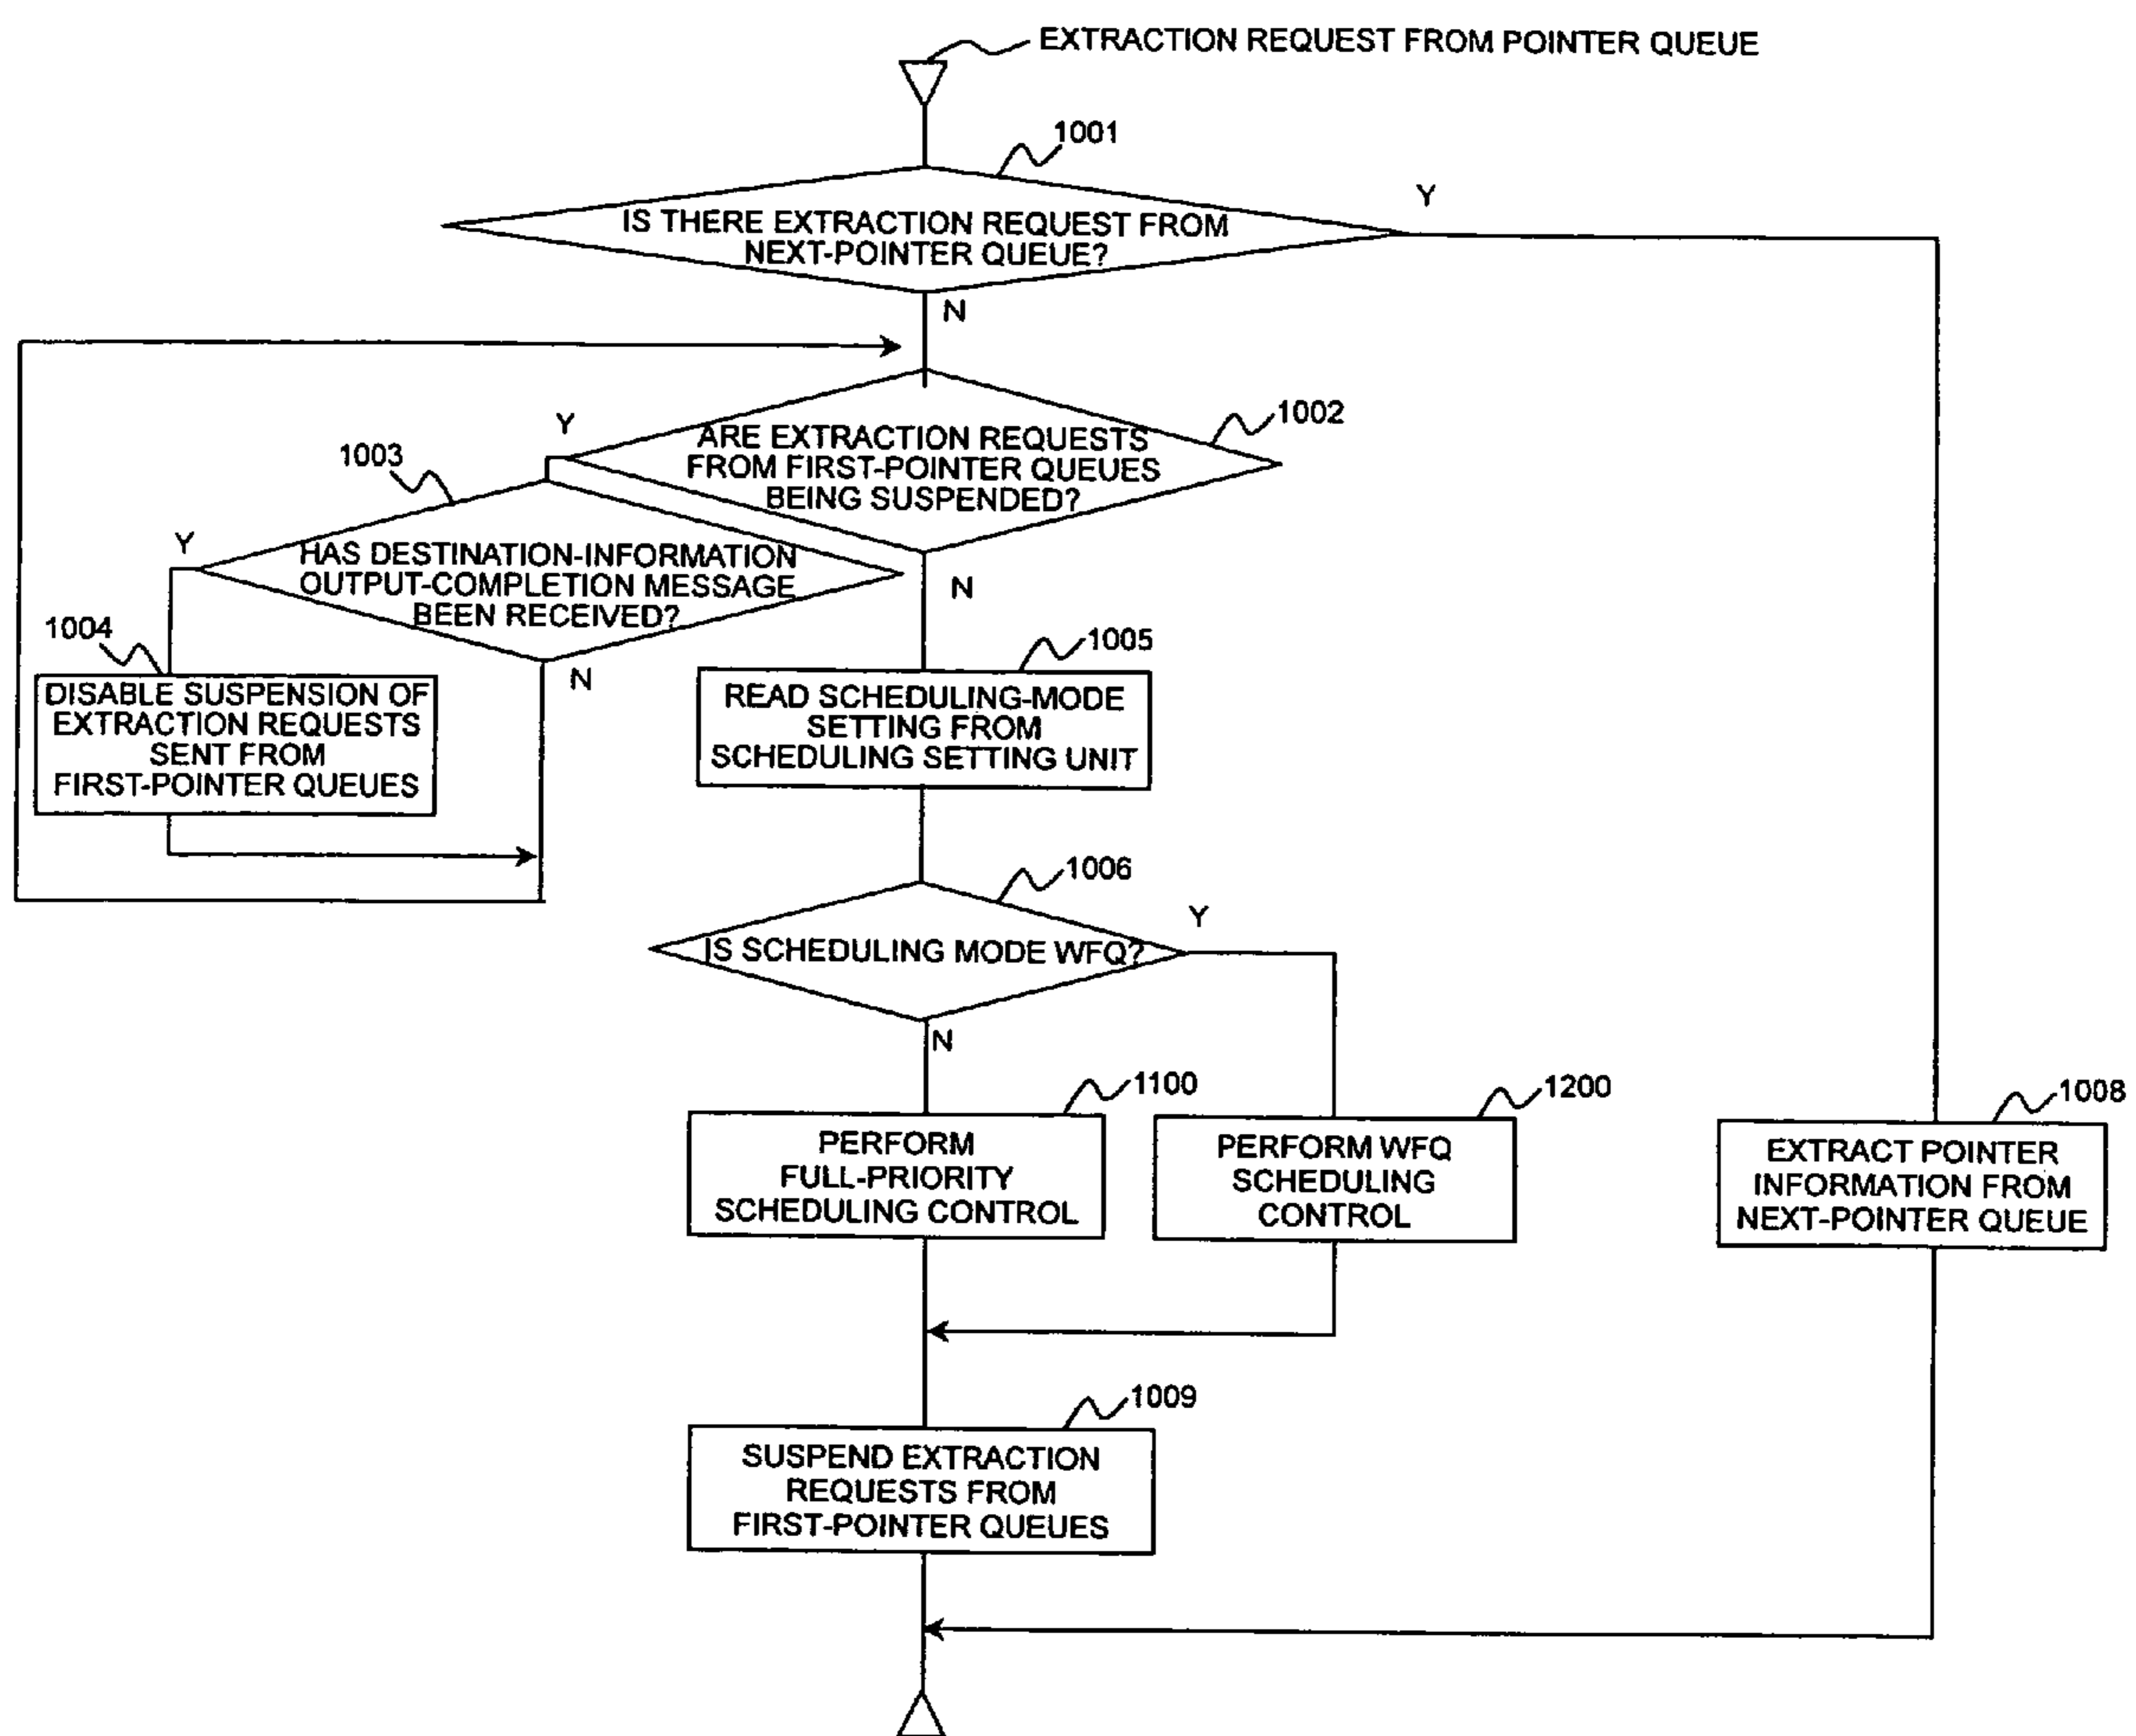 EXTRACTION REQUEST FROM POINTER QUEUE
1001
Y
IS THERE EXTRACTION REQUEST FROM
NEXT-POINTER QUEUE?
N
1002
Y
ARE EXTRACTION REQUESTS
FROM FIRST-POINTER QUEUES
BEING SUSPENDED?
1003
Y
HAS DESTINATION-INFORMATION
OUTPUT-COMPLETION MESSAGE
BEEN RECEIVED?
N
1004
N
1005
DISABLE SUSPENSION OF
EXTRACTION REQUESTS
SENT FROM
FIRST-POINTER QUEUES
READ SCHEDULING-MODE
SETTING FROM
SCHEDULING SETTING UNIT
1006
Y
IS SCHEDULING MODE WFQ?
N
1100
PERFORM
FULL-PRIORITY
SCHEDULING CONTROL
1200
PERFORM WFQ
SCHEDULING
CONTROL
1008
EXTRACT POINTER
INFORMATION FROM
NEXT-POINTER QUEUE
1009
SUSPEND EXTRACTION
REQUESTS FROM
FIRST-POINTER QUEUES